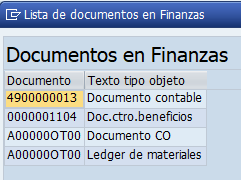 Lista de documentos en Finanzas
Documentos en Finanzas
Documento Texto tipo objeto
4900000013 Documento contable
0000001104 Doc.ctro.beneficios
A00000OT00 Documento CO
A00000OT00 Ledger de materiales